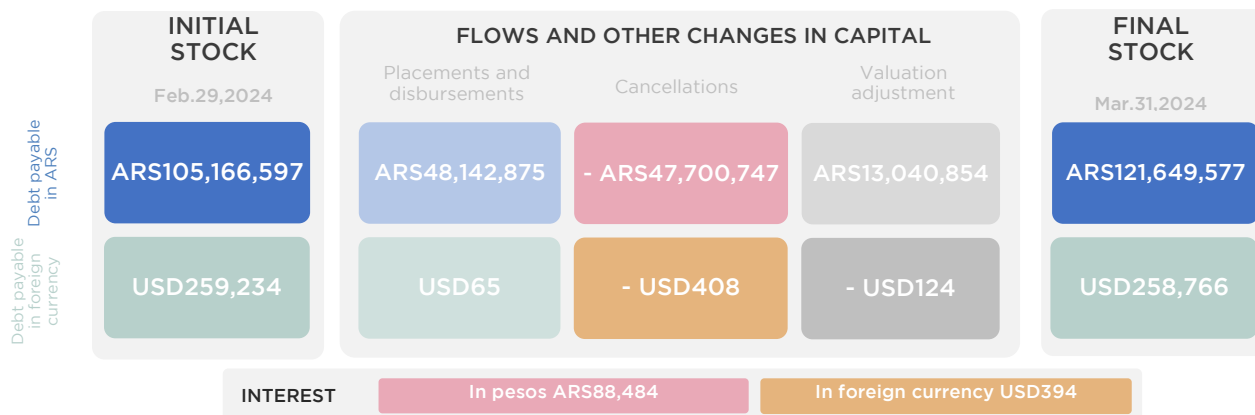 INITIAL
STOCK
Feb.29,2024
FLOWS AND OTHER CHANGES IN CAPITAL
Placements and
disbursements
Cancellations
Valuation
adjustment
FINAL
STOCK
Mar.31,2024
Debt payable
in ARS
ARS105,166,597
ARS48,142,875
- ARS47,700,747
ARS13,040,854
ARS121,649,577
Debt payable
in foreign
currency
USD259,234
USD65
- USD408
- USD124
USD258,766
INTEREST
In pesos ARS88,484
In foreign currency USD394